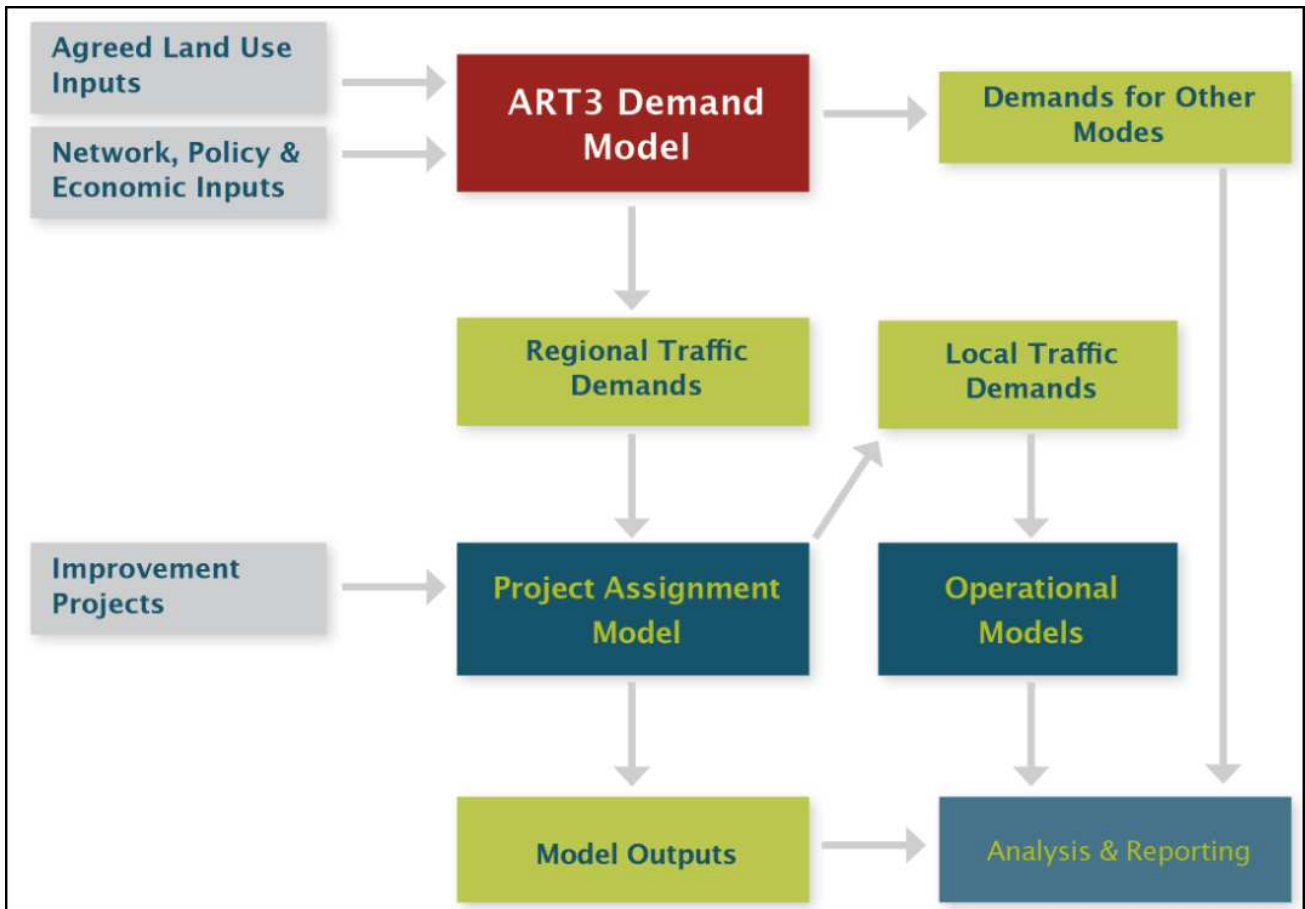 Agreed Land Use
Inputs
ART3 Demand
Model
Demands for Other
Modes
Network, Policy &
Economic Inputs
Regional Traffic
Demands
Local Traffic
Demands
Improvement
Projects
Project Assignment
Model
Operational
Models
Model Outputs
Analysis & Reporting